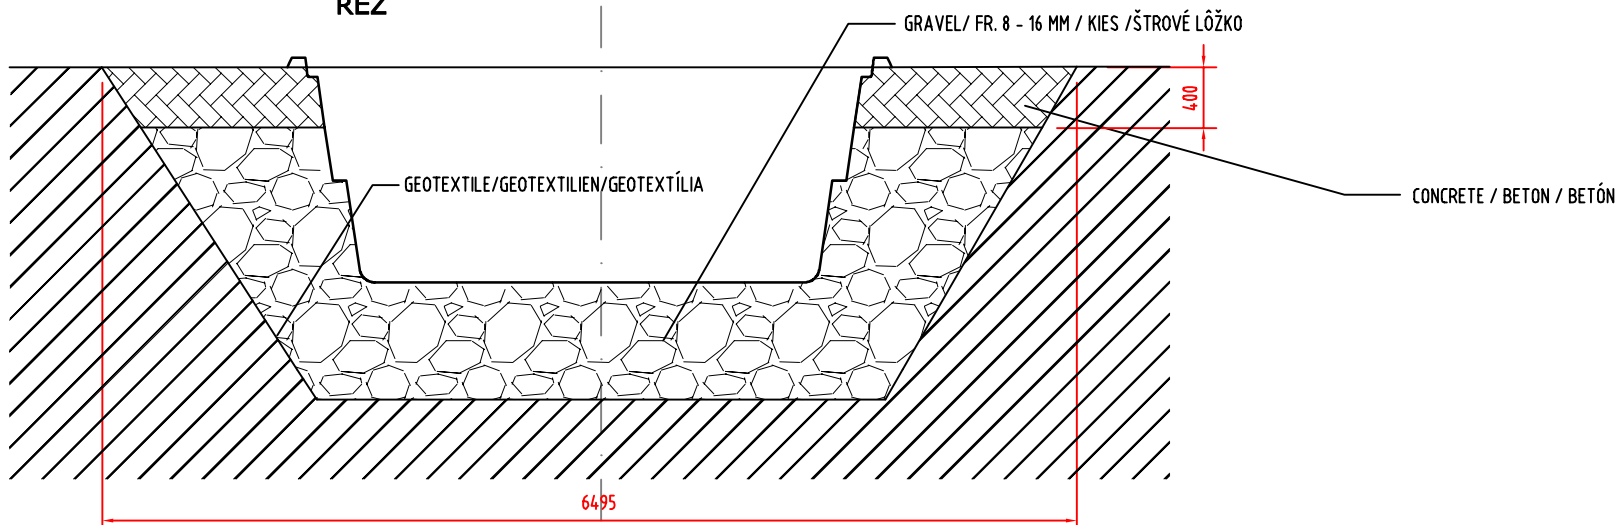 REZ
GRAVEL/ FR. 8 - 16 MM / KIES /ŠTROVÉ LÔŽKO
400
GEOTEXTILE/GEOTEXTILIEN/GEOTEXTÍLIA
CONCRETE / BETON / BETÓN
6495